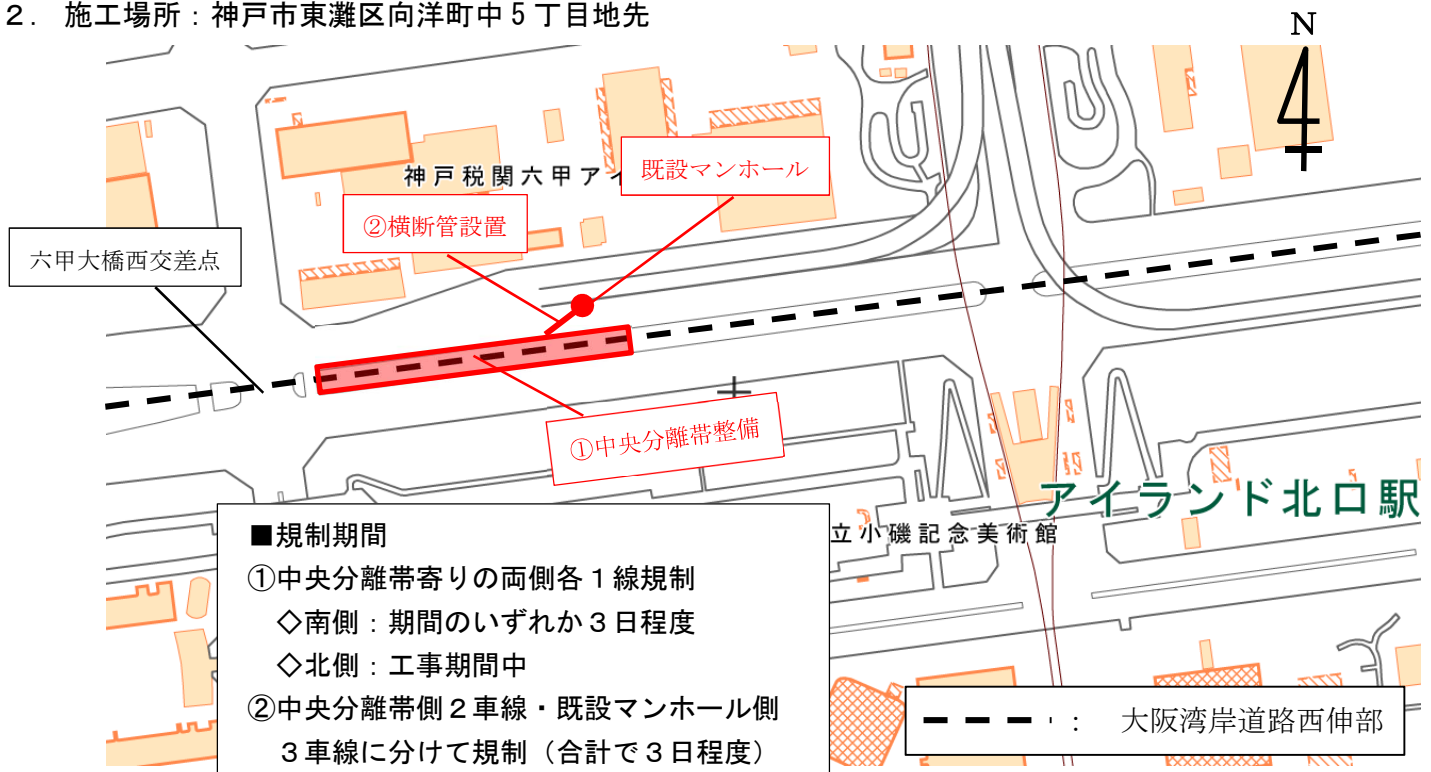 ２． 施工場所：神戸市東灘区向洋町中５丁目地先
N
神戸税関六甲アイ
既設マンホール
②横断管設置
六甲大橋西交差点
①中央分離帯整備
アイランド北口駅
立小磯記念美術館
■規制期間
①中央分離帯寄りの両側各１線規制
◇南側：期間のいずれか３日程度
◇北側：工事期間中
②中央分離帯側２車線・既設マンホール側
３車線に分けて規制（合計で３日程度）
： 大阪湾岸道路西伸部